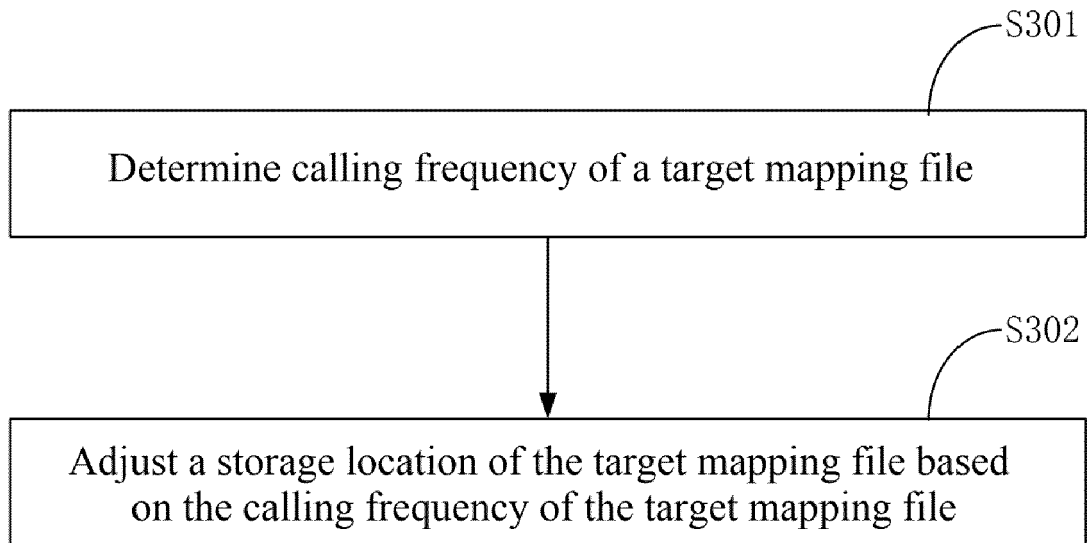 S301
Determine calling frequency of a target mapping file
S302
Adjust a storage location of the target mapping file based
on the calling frequency of the target mapping file